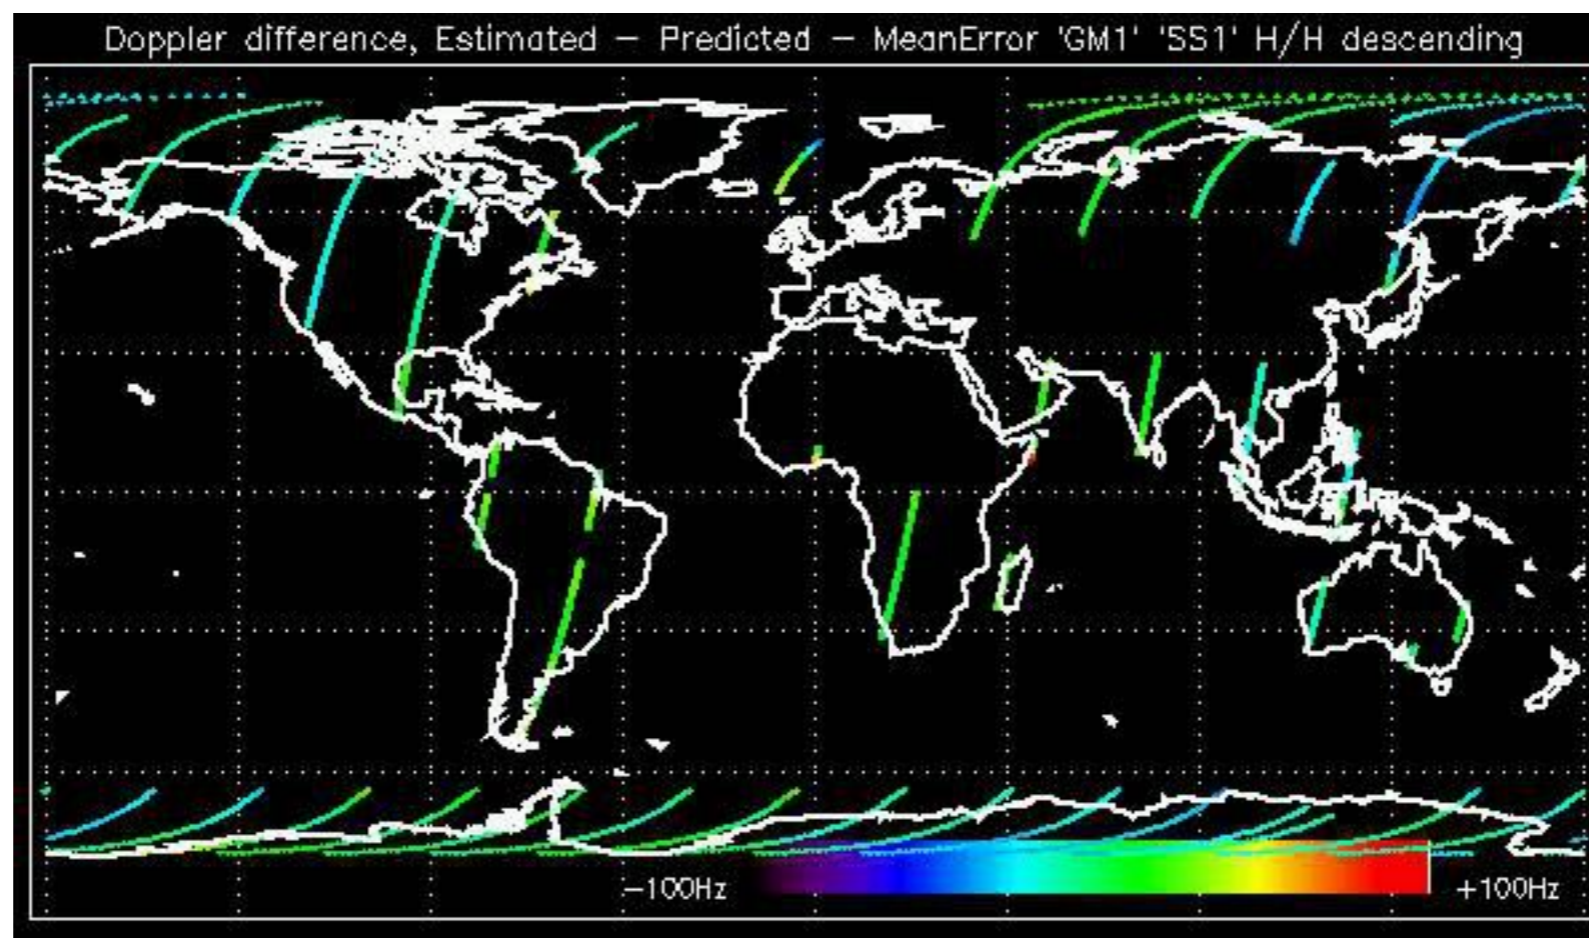 Doppler difference, Estimated – Predicted – MeanError 'GM1' 'SS1' H/H descending
–100Hz
+100Hz